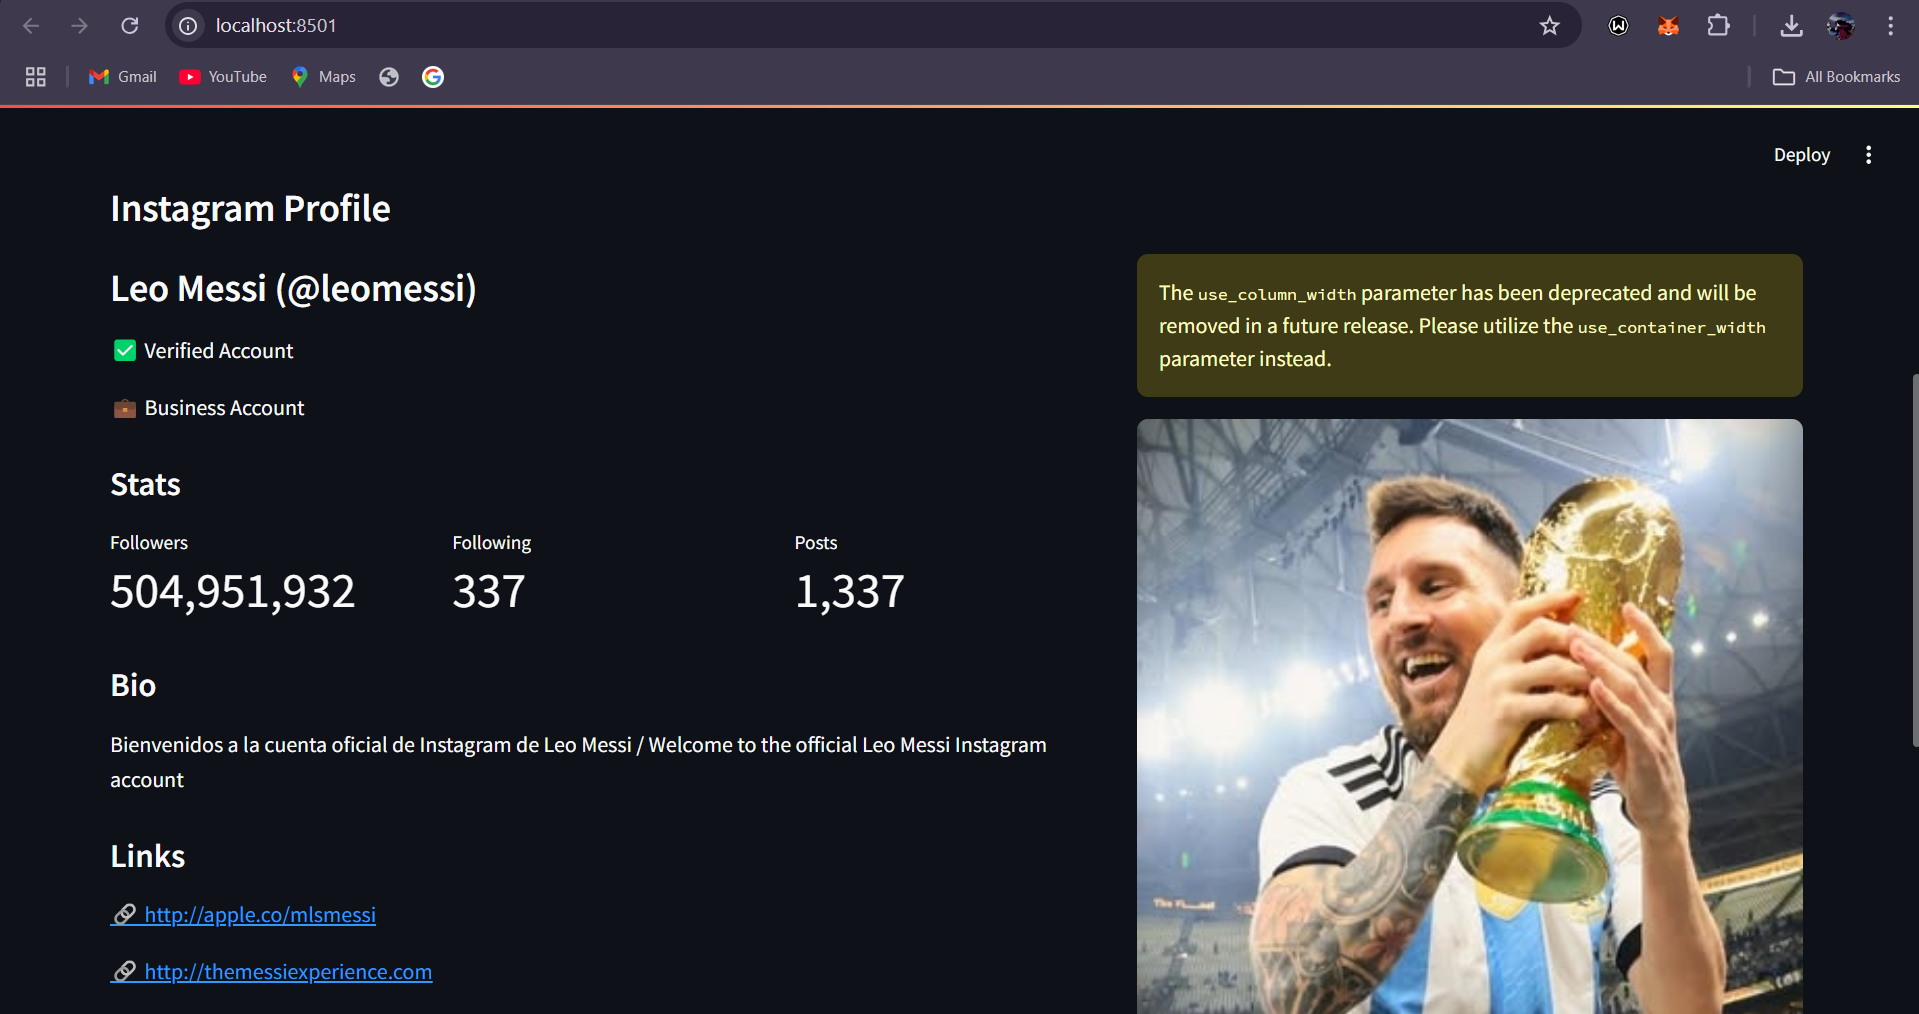 localhost:8501
Gmail
YouTube
Maps
All Bookmarks
Deploy
Instagram Profile
Leo Messi (@leomessi)
Verified Account
Business Account
Stats
Followers
Following
Posts
504,951,932
337
1,337
Bio
Bienvenidos a la cuenta oficial de Instagram de Leo Messi / Welcome to the official Leo Messi Instagram
account
Links
http://apple.co/mlsmessi
http://themessiexperience.com
The use_column_width parameter has been deprecated and will be
removed in a future release. Please utilize the use_container_width
parameter instead.